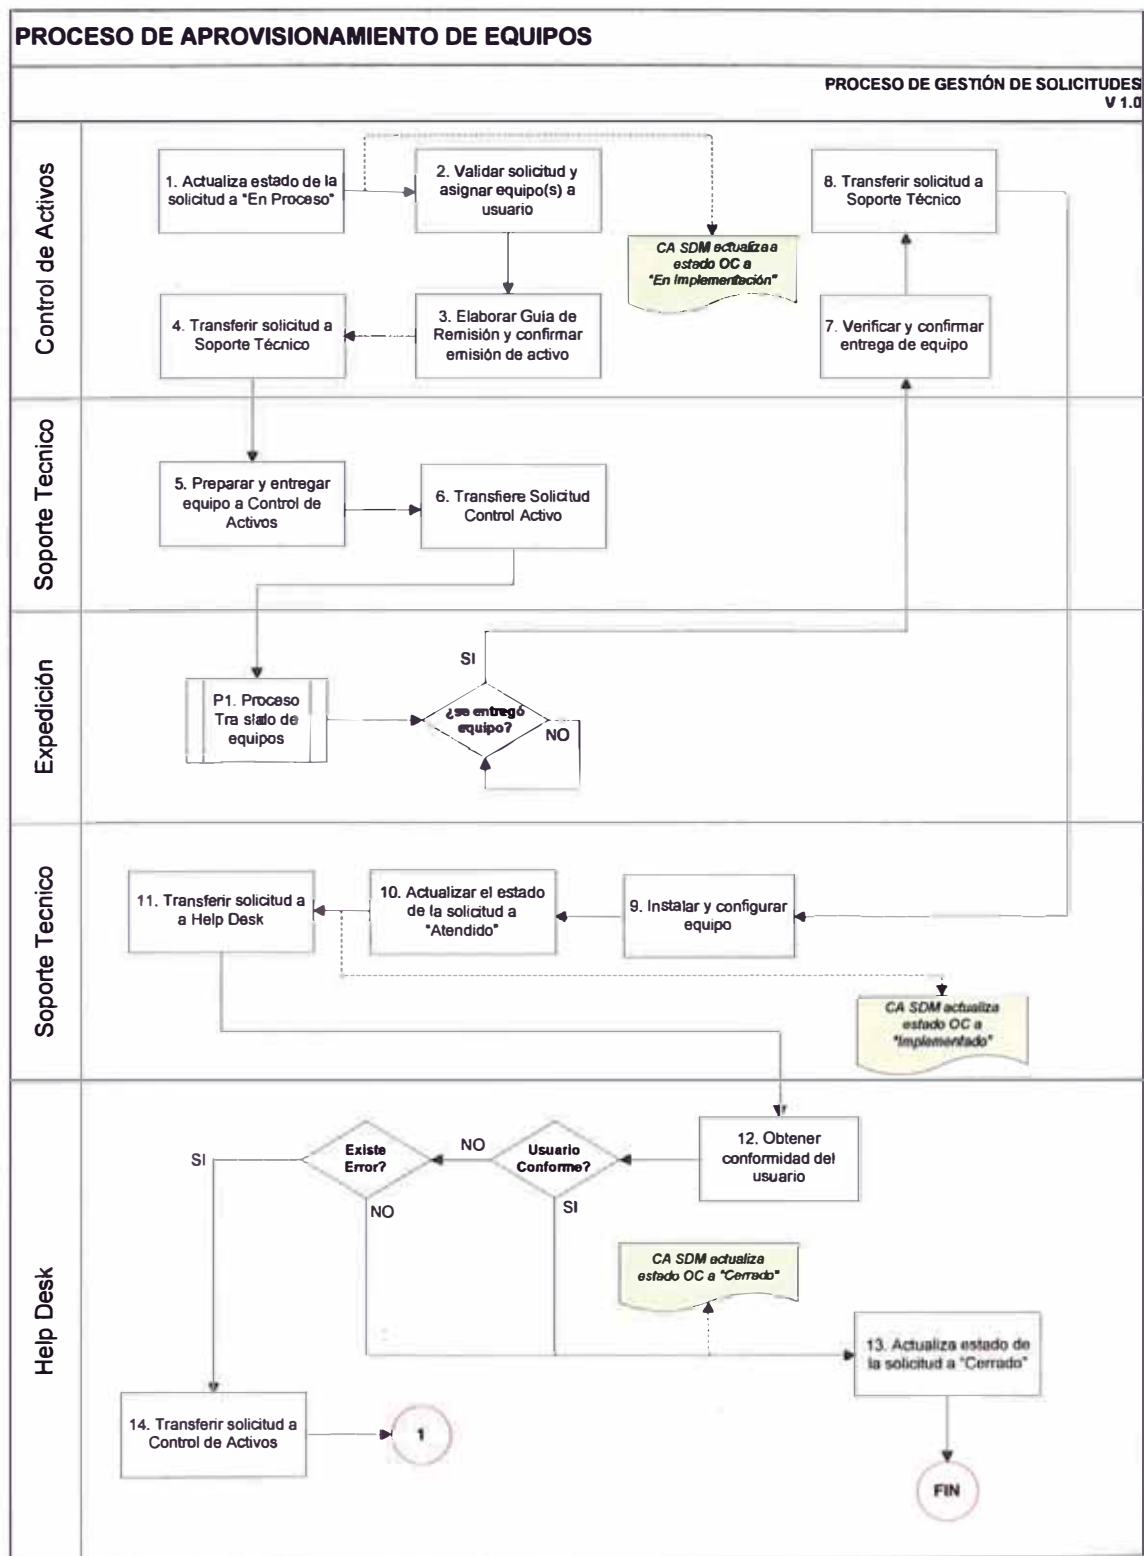 PROCESO DE APROVISIONAMIENTO DE EQUIPOS
PROCESO DE GESTIÓN DE SOLICITUDES
V 1.0
Control de Activos
1. Actualiza estado de la
solicitud a "En Proceso"
2. Validar solicitud y
asignar equipo(s) a
usuario
CA SDM actualiza a
estado OC a
"En Implementación"
8. Transferir solicitud a
Soporte Técnico
4. Transferir solicitud a
Soporte Técnico
3. Elaborar Guia de
Remisión y confirmar
emisión de activo
7. Verificar y confirmar
entrega de equipo
Soporte Tecnico
5. Preparar y entregar
equipo a Control de
Activos
6. Transfiere Solicitud
Control Activo
Expedición
P1. Proceso
Tra slado de
equipos
SI
¿se entregó
equipo?
NO
Soporte Tecnico
11. Transferir solicitud a
a Help Desk
10. Actualizar el estado
de la solicitud a
"Atendido"
9. Instalar y configurar
equipo
CA SDM actualiza
estado OC a
"Implementado"
Help Desk
SI
Existe
Error?
NO
NO
Usuario
Conforme?
SI
12. Obtener
conformidad del
usuario
CA SDM actualiza
estado OC a "Cerrado"
13. Actualiza estado de
la solicitud a "Cerrado"
14. Transferir solicitud a
Control de Activos
1
FIN